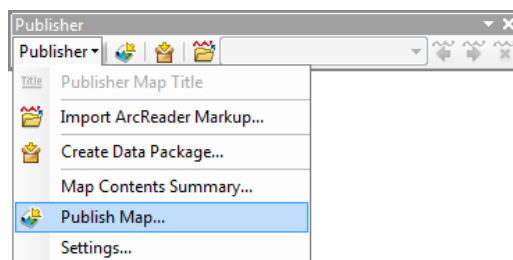 Publisher
Publisher
Title Publisher Map Title
Import ArcReader Markup...
Create Data Package...
Map Contents Summary...
Publish Map...
Settings...